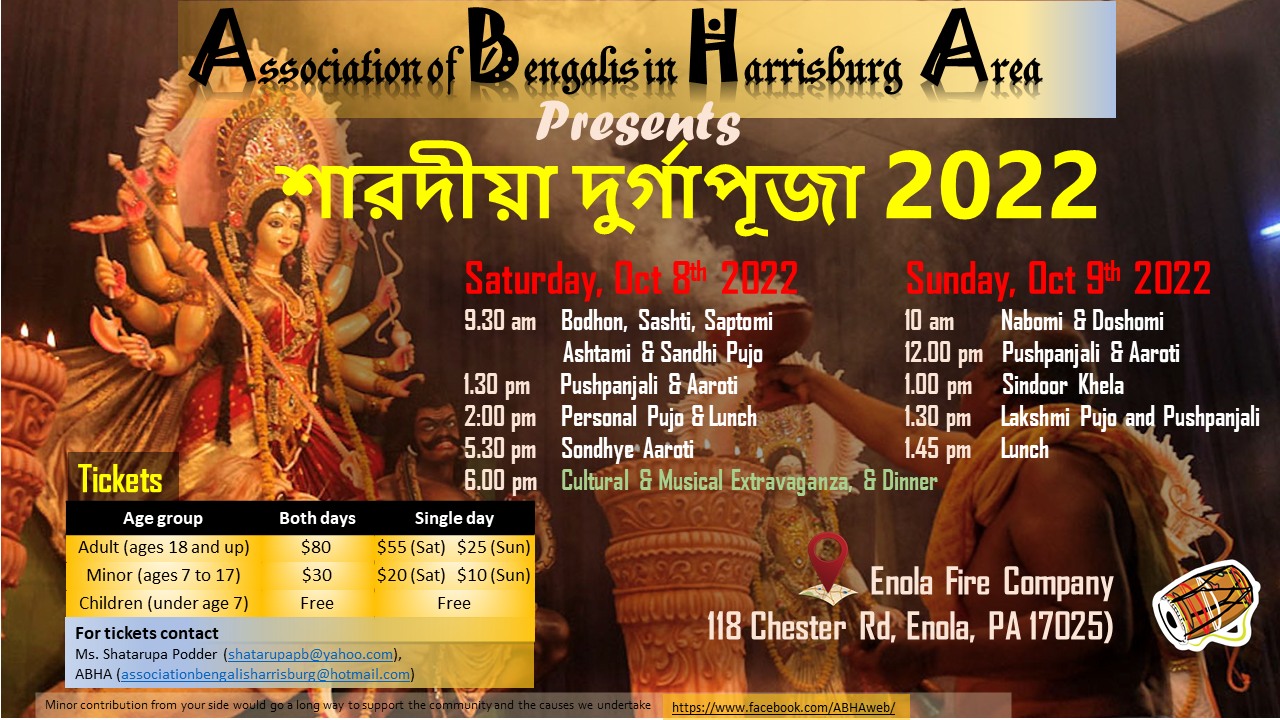 Association of Bengalis in Harrisburg Area
Presents
শারদীয়া দুর্গাপূজা 2022
Saturday, Oct 8th 2022
9.30 am Bodhon, Sashti, Saptomi
Ashtami & Sandhi Pujo
1.30 pm Pushpanjali & Aaroti
2:00 pm Personal Pujo & Lunch
5.30 pm Sondhye Aaroti
6.00 pm Cultural & Musical Extravaganza, & Dinner
Sunday, Oct 9th 2022
10 am Nabomi & Doshomi
12.00 pm Pushpanjali & Aaroti
1.00 pm Sindoor Khela
1.30 pm Lakshmi Pujo and Pushpanjali
1.45 pm Lunch
Tickets
Age group Both days Single day
Adult (ages 18 and up) $80 $55 (Sat) $25 (Sun)
Minor (ages 7 to 17) $30 $20 (Sat) $10 (Sun)
Children (under age 7) Free Free
For tickets contact
Ms. Shatarupa Podder (shatarupapb@yahoo.com),
ABHA (associationbengalisharrisburg@hotmail.com)
Enola Fire Company
118 Chester Rd, Enola, PA 17025)
Minor contribution from your side would go a long way to support the community and the causes we undertake
https://www.facebook.com/ABHAweb/